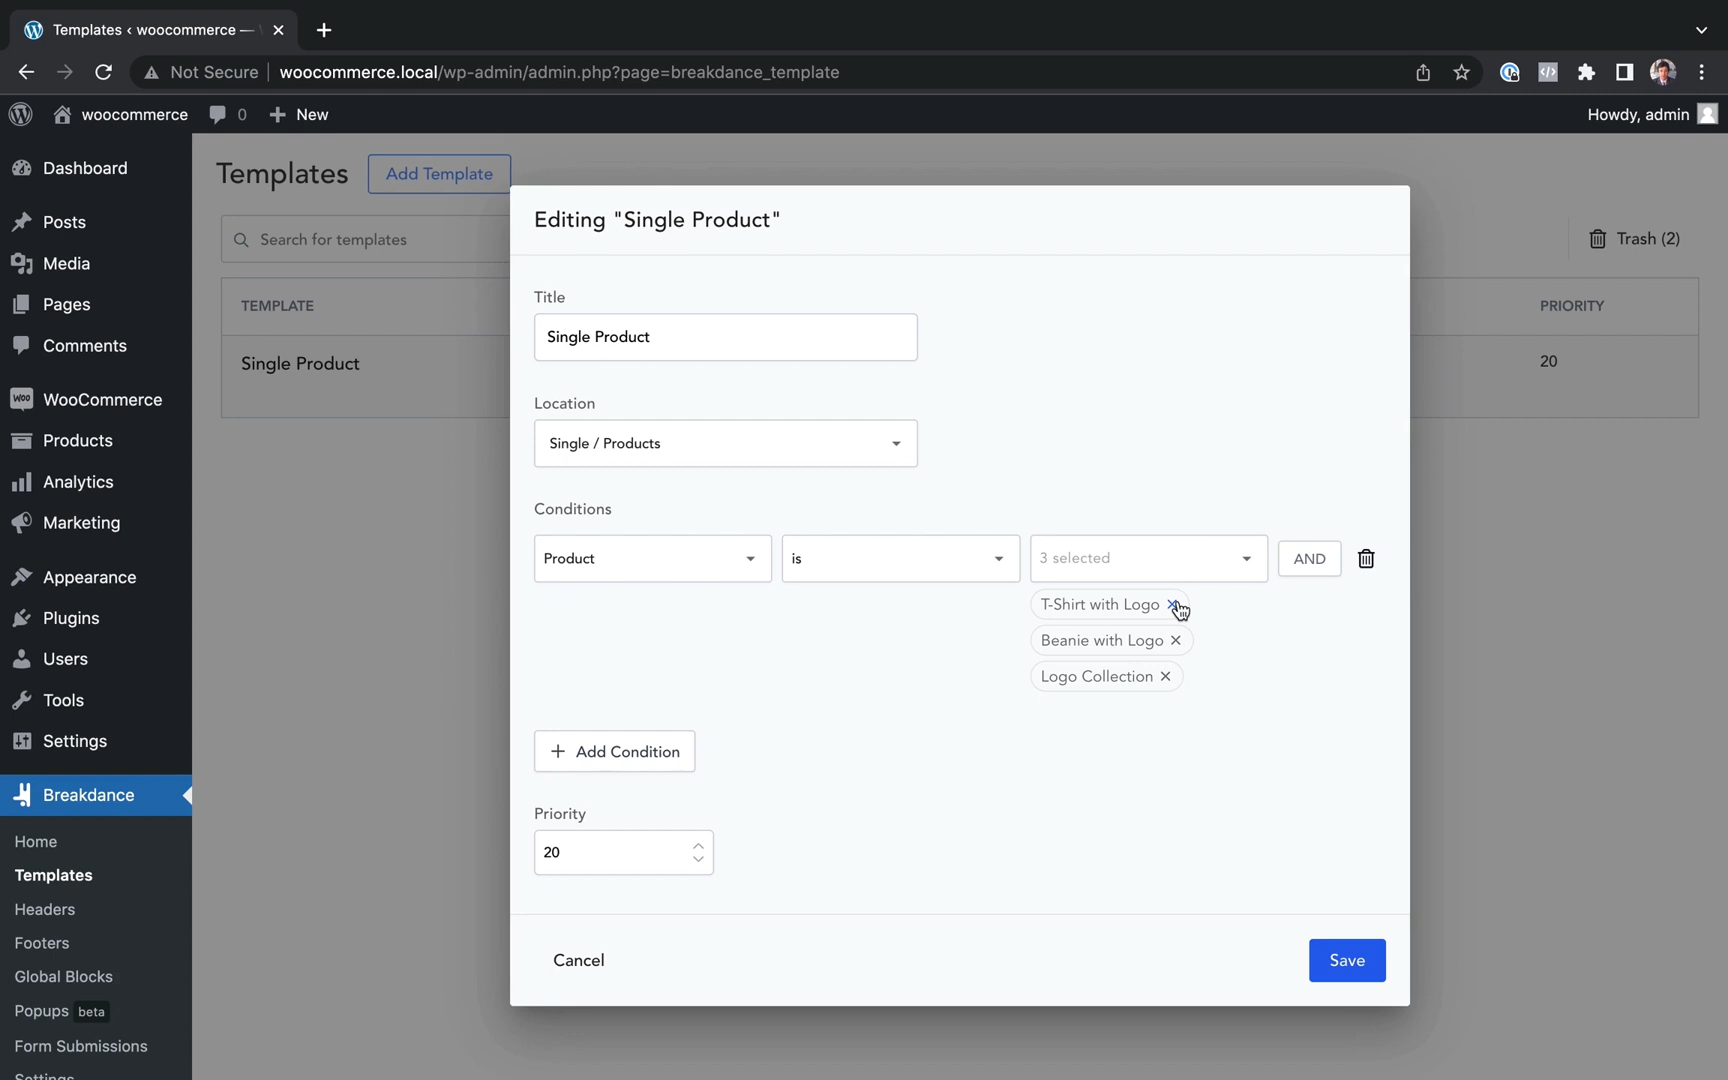 Templates ‹ woocommerce —
Not Secure
woocommerce.local/wp-admin/admin.php?page=breakdance_template
woocommerce
0
New
Howdy, admin
Dashboard
Posts
Media
Pages
Comments
WooCommerce
Products
Analytics
Marketing
Appearance
Plugins
Users
Tools
Settings
Breakdance
Home
Templates
Headers
Footers
Global Blocks
Popups beta
Form Submissions
Settings
Templates
Add Template
Search for templates
Trash (2)
TEMPLATE
PRIORITY
Single Product
20
Editing "Single Product"
Title
Single Product
Location
Single / Products
Conditions
Product
is
3 selected
AND
T-Shirt with Logo
Beanie with Logo
Logo Collection
Add Condition
Priority
20
Cancel
Save